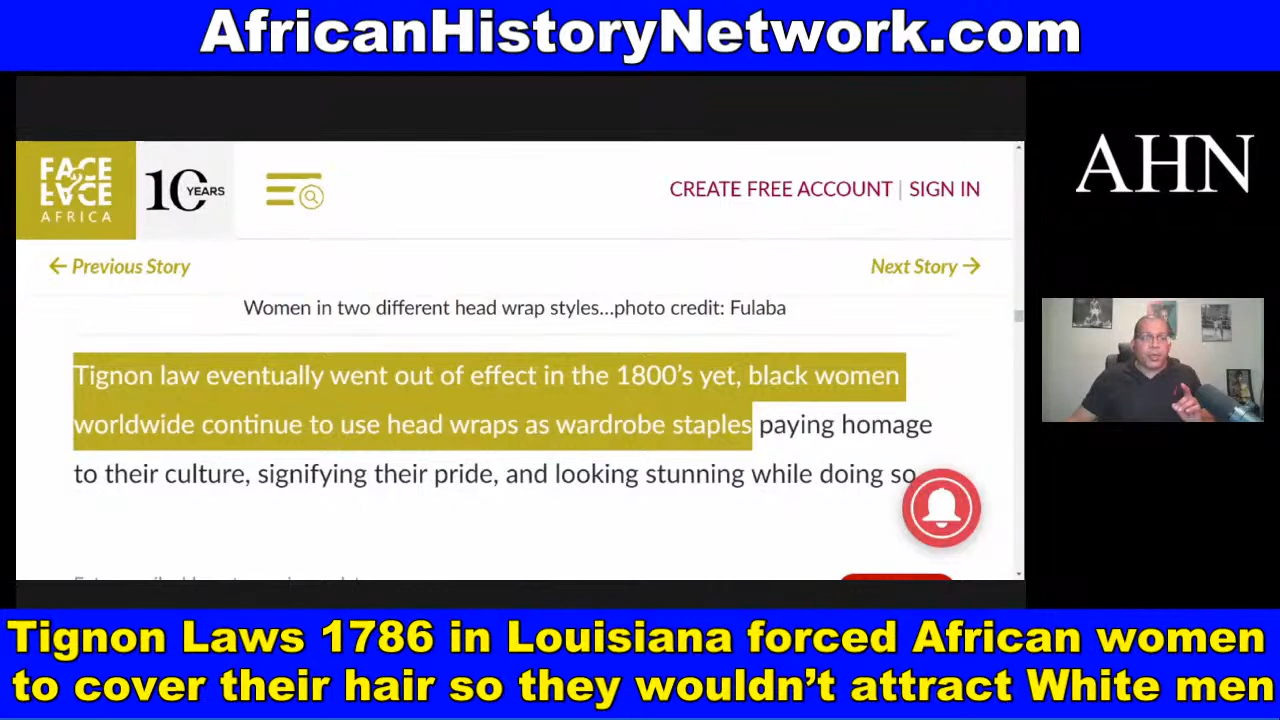 AfricanHistoryNetwork.com
AHN
FACE
2
FACE
AFRICA
10 YEARS
CREATE FREE ACCOUNT | SIGN IN
← Previous Story
Next Story →
Women in two different head wrap styles...photo credit: Fulaba
Tignon law eventually went out of effect in the 1800’s yet, black women
worldwide continue to use head wraps as wardrobe staples paying homage
to their culture, signifying their pride, and looking stunning while doing so
Tignon Laws 1786 in Louisiana forced African women
to cover their hair so they wouldn’t attract White men